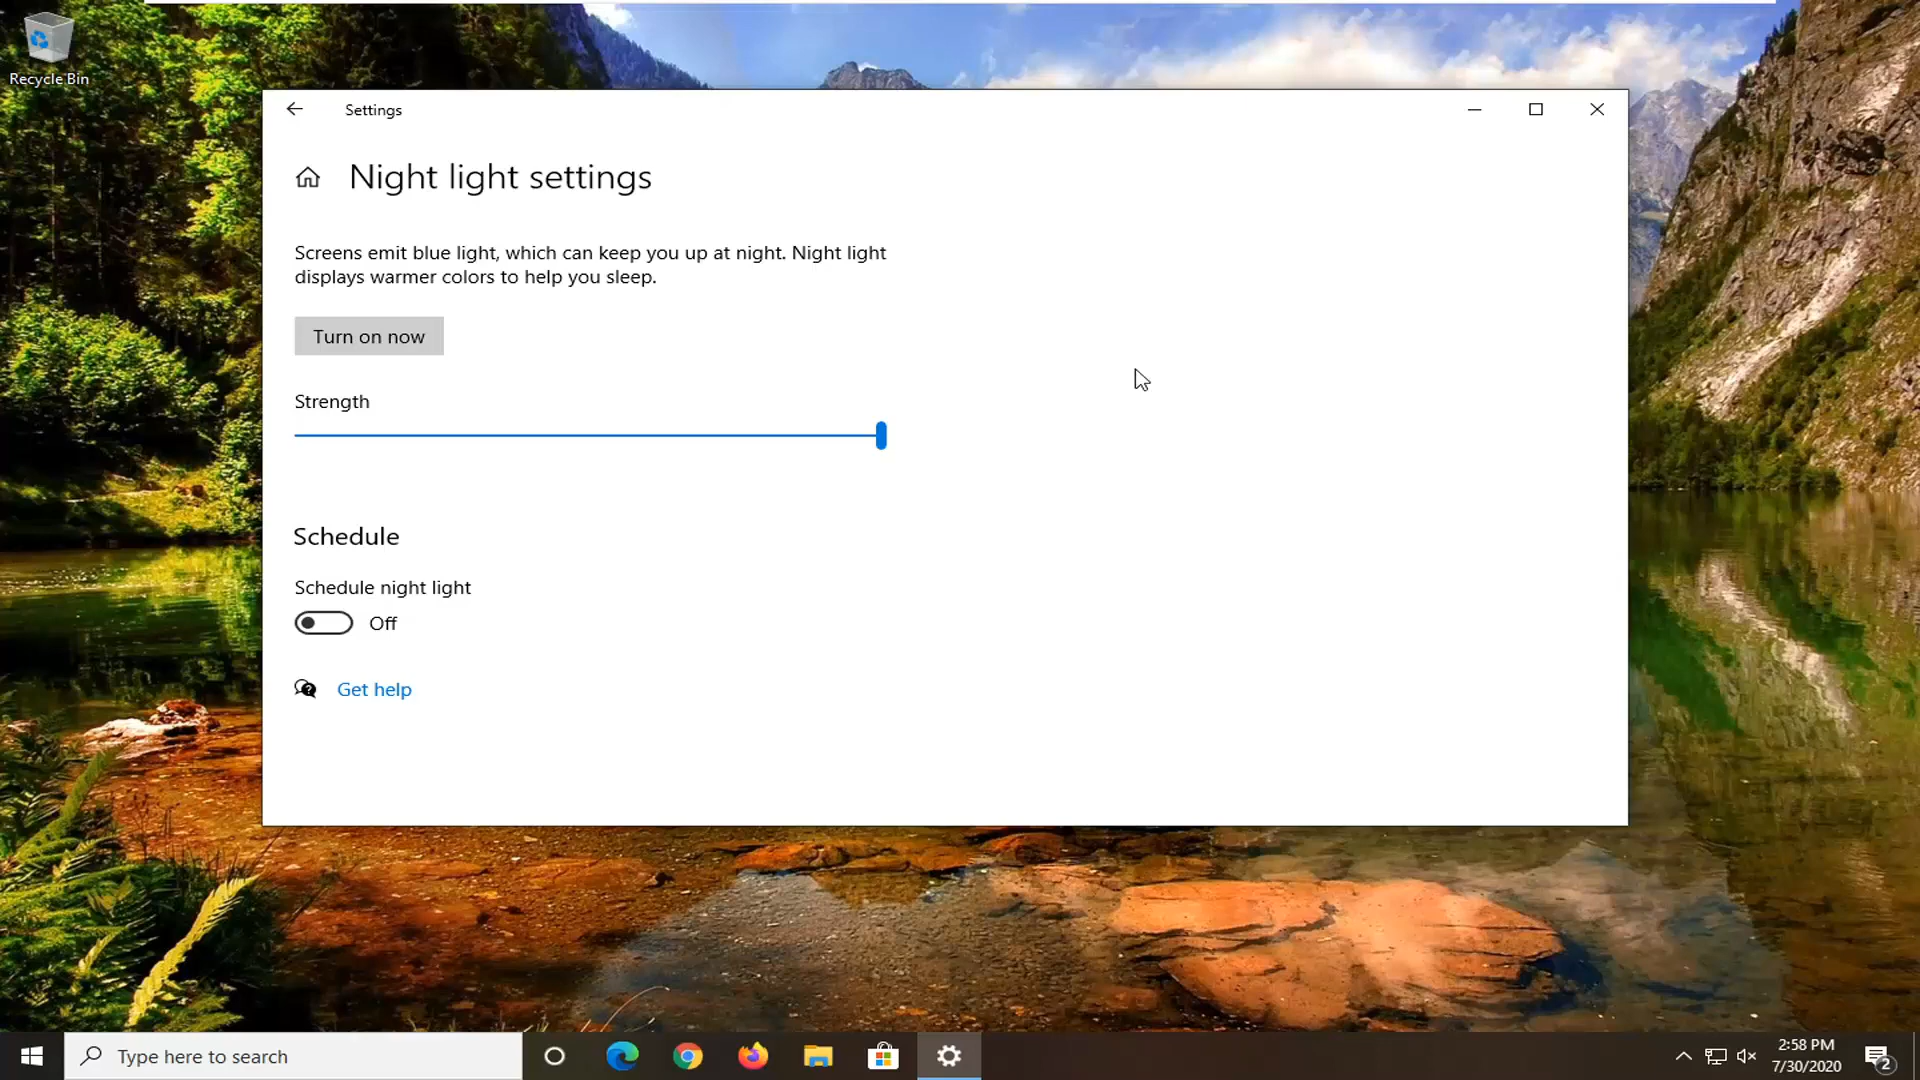 Recycle Bin
Settings
Night light settings
Screens emit blue light, which can keep you up at night. Night light
displays warmer colors to help you sleep.
Turn on now
Strength
Schedule
Schedule night light
Off
Get help
Type here to search
2:58 PM
7/30/2020
2